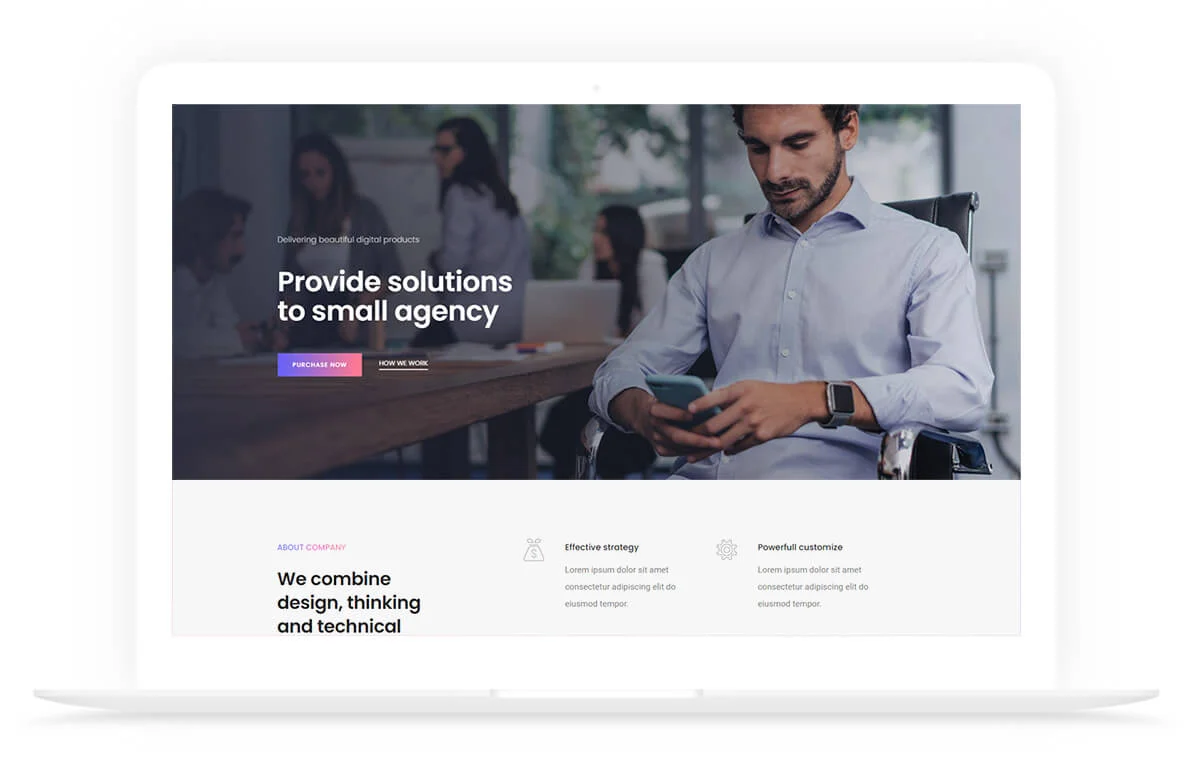 Delivering beautiful digital products
Provide solutions
to small agency
PURCHASE NOW
HOW WE WORK
ABOUT COMPANY
We combine
design, thinking
and technical
$
Effective strategy
Lorem ipsum dolor sit amet
consectetur adipiscing elit do
eiusmod tempor.
Powerfull customize
Lorem ipsum dolor sit amet
consectetur adipiscing elit do
eiusmod tempor.